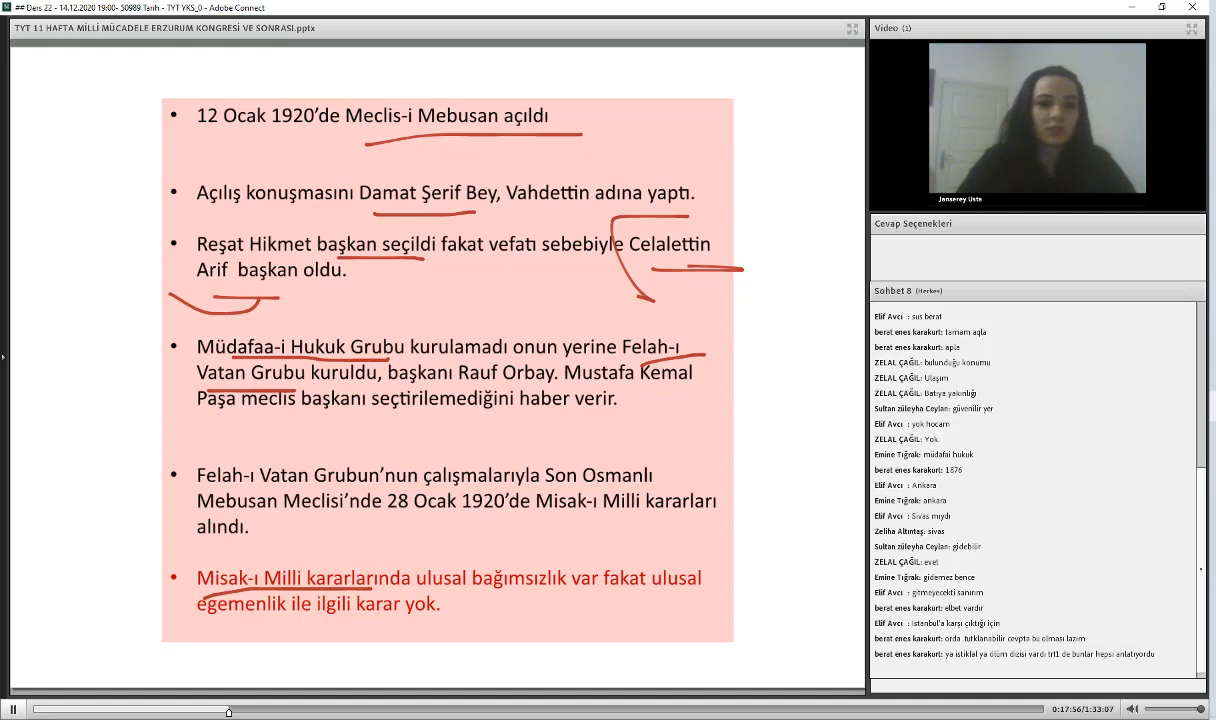 ## Ders 22 - 14.12.2020 19:00- 50989 Tarih - TYT YKS_0 - Adobe Connect
TYT 11 HAFTA MİLLİ MÜCADELE ERZURUM KONGRESİ VE SONRASI.pptx
• 12 Ocak 1920'de Meclis-i Mebusan açıldı
• Açılış konuşmasını Damat Şerif Bey, Vahdettin adına yaptı.
• Reşat Hikmet başkan seçildi fakat vefatı sebebiyle Celalettin
Arif başkan oldu.
• Müdafaa-i Hukuk Grubu kurulamadı onun yerine Felah-ı
Vatan Grubu kuruldu, başkanı Rauf Orbay. Mustafa Kemal
Paşa meclis başkanı seçtirilemediğini haber verir.
• Felah-ı Vatan Grubun'nun çalışmalarıyla Son Osmanlı
Mebusan Meclisi'nde 28 Ocak 1920'de Misak-ı Milli kararları
alındı.
• Misak-ı Milli kararlarında ulusal bağımsızlık var fakat ulusal
egemenlik ile ilgili karar yok.
Video (1)
Janserey Usta
Cevap Seçenekleri
Sohbet 8 (Herkes)
Elif Avcı : sus berat
berat enes karakurt: tamam aqla
berat enes karakurt: apla
ZELAL ÇAĞIL: bulunduğu konumu
ZELAL ÇAĞIL: Ulaşım
ZELAL ÇAĞIL: Batıya yakınlığı
Sultan züleyha Ceylan: güvenilir yer
Elif Avcı : yok hocam
ZELAL ÇAĞIL: Yok.
Emine Tığrak: müdafai hukuk
berat enes karakurt: 1876
Elif Avcı : Ankara
Emine Tığrak: ankara
Elif Avcı : Sivas mıydı
Zeliha Altıntaş: sivas
Sultan züleyha Ceylan: gidebilir
ZELAL ÇAĞIL: evet
Emine Tığrak: gidemez bence
Elif Avcı : gitmeyecekti sanırım
berat enes karakurt: elbet vardır
Elif Avcı : İstanbul'a karşı çıktığı için
berat enes karakurt: orda tutklanabilir cevpta bu olması lazım
berat enes karakurt: ya istiklal ya ölüm dizisi vardı trt1 de bunlar hepsi anlatıyordu
0:17:56/1:33:07